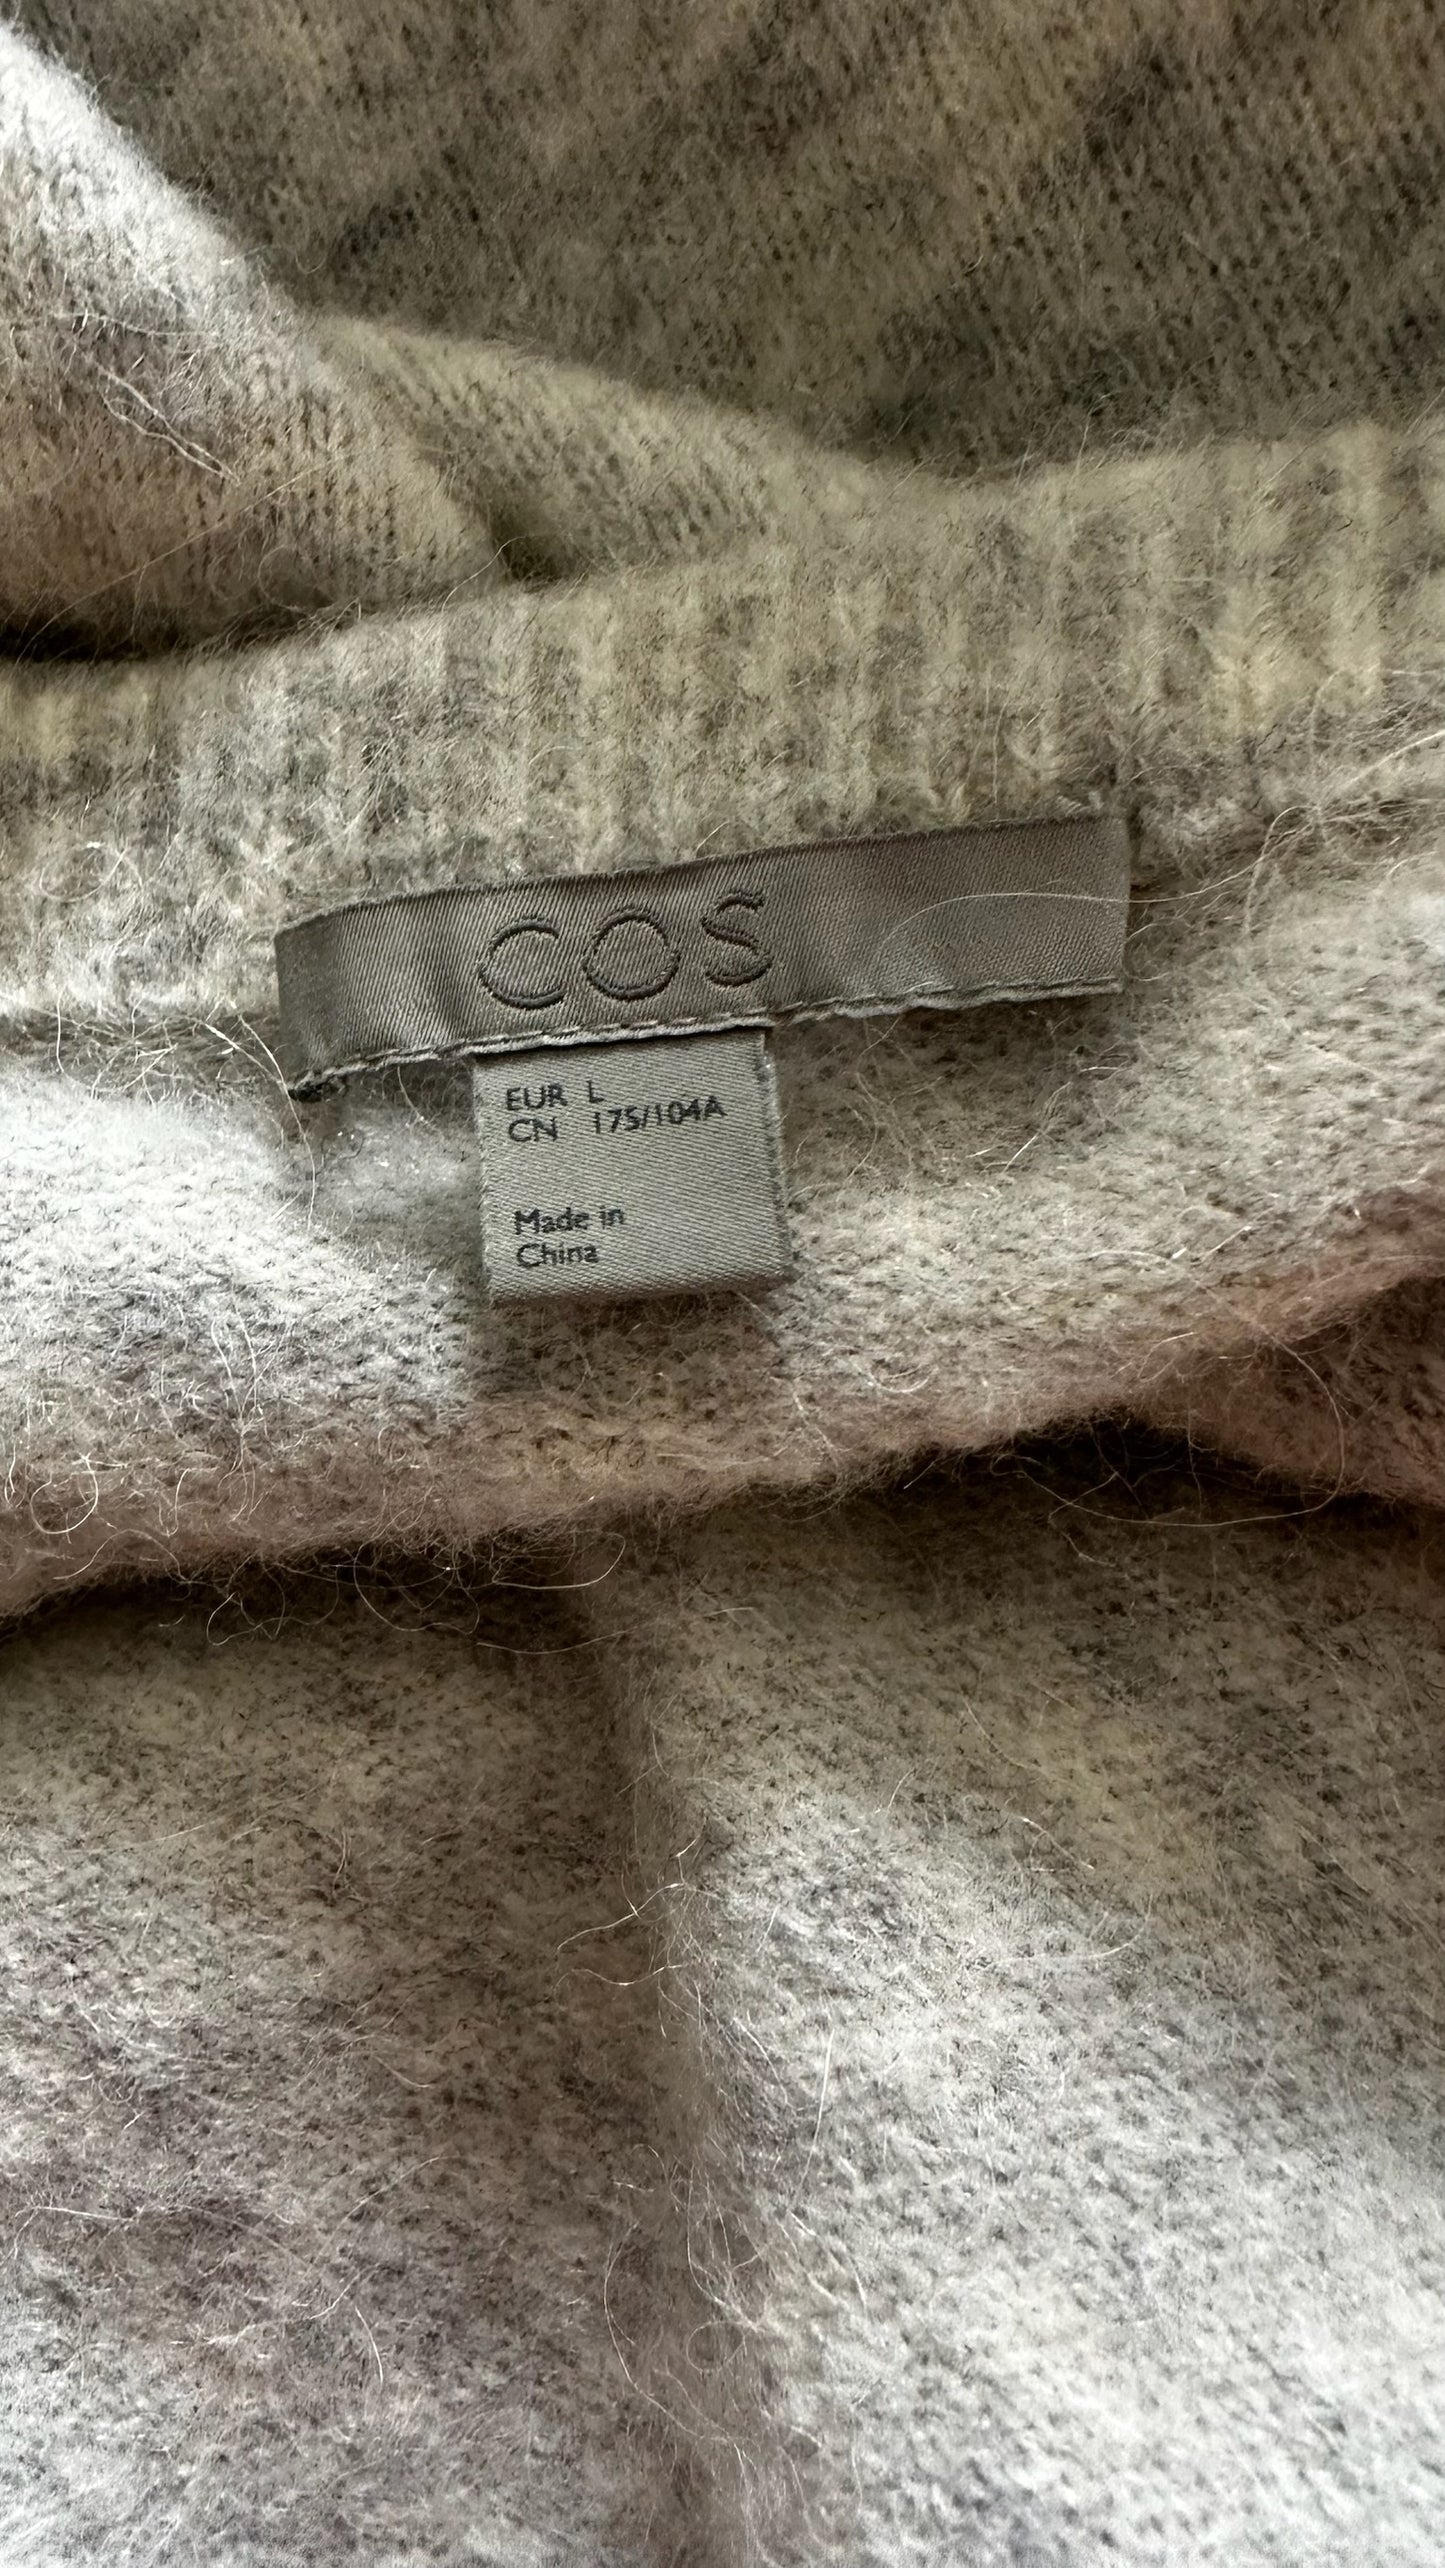 COS
EUR L
CN 175/104A
Made in
China